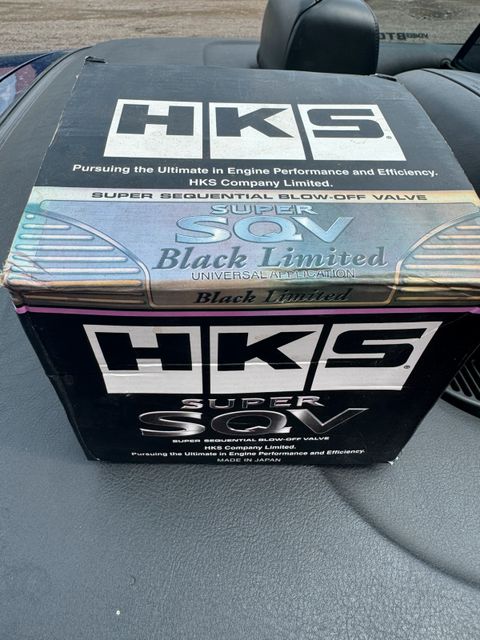 HKS
Pursuing the Ultimate in Engine Performance and Efficiency.
HKS Company Limited.
SUPER SEQUENTIAL BLOW-OFF VALVE
SUPER
SQV
Black Limited
UNIVERSAL APPLICATION
Black Limited
HKS
SUPER
SQV
SUPER SEQUENTIAL BLOW-OFF VALVE
HKS Company Limited.
Pursuing the Ultimate in Engine Performance and Efficiency.
MADE IN JAPAN